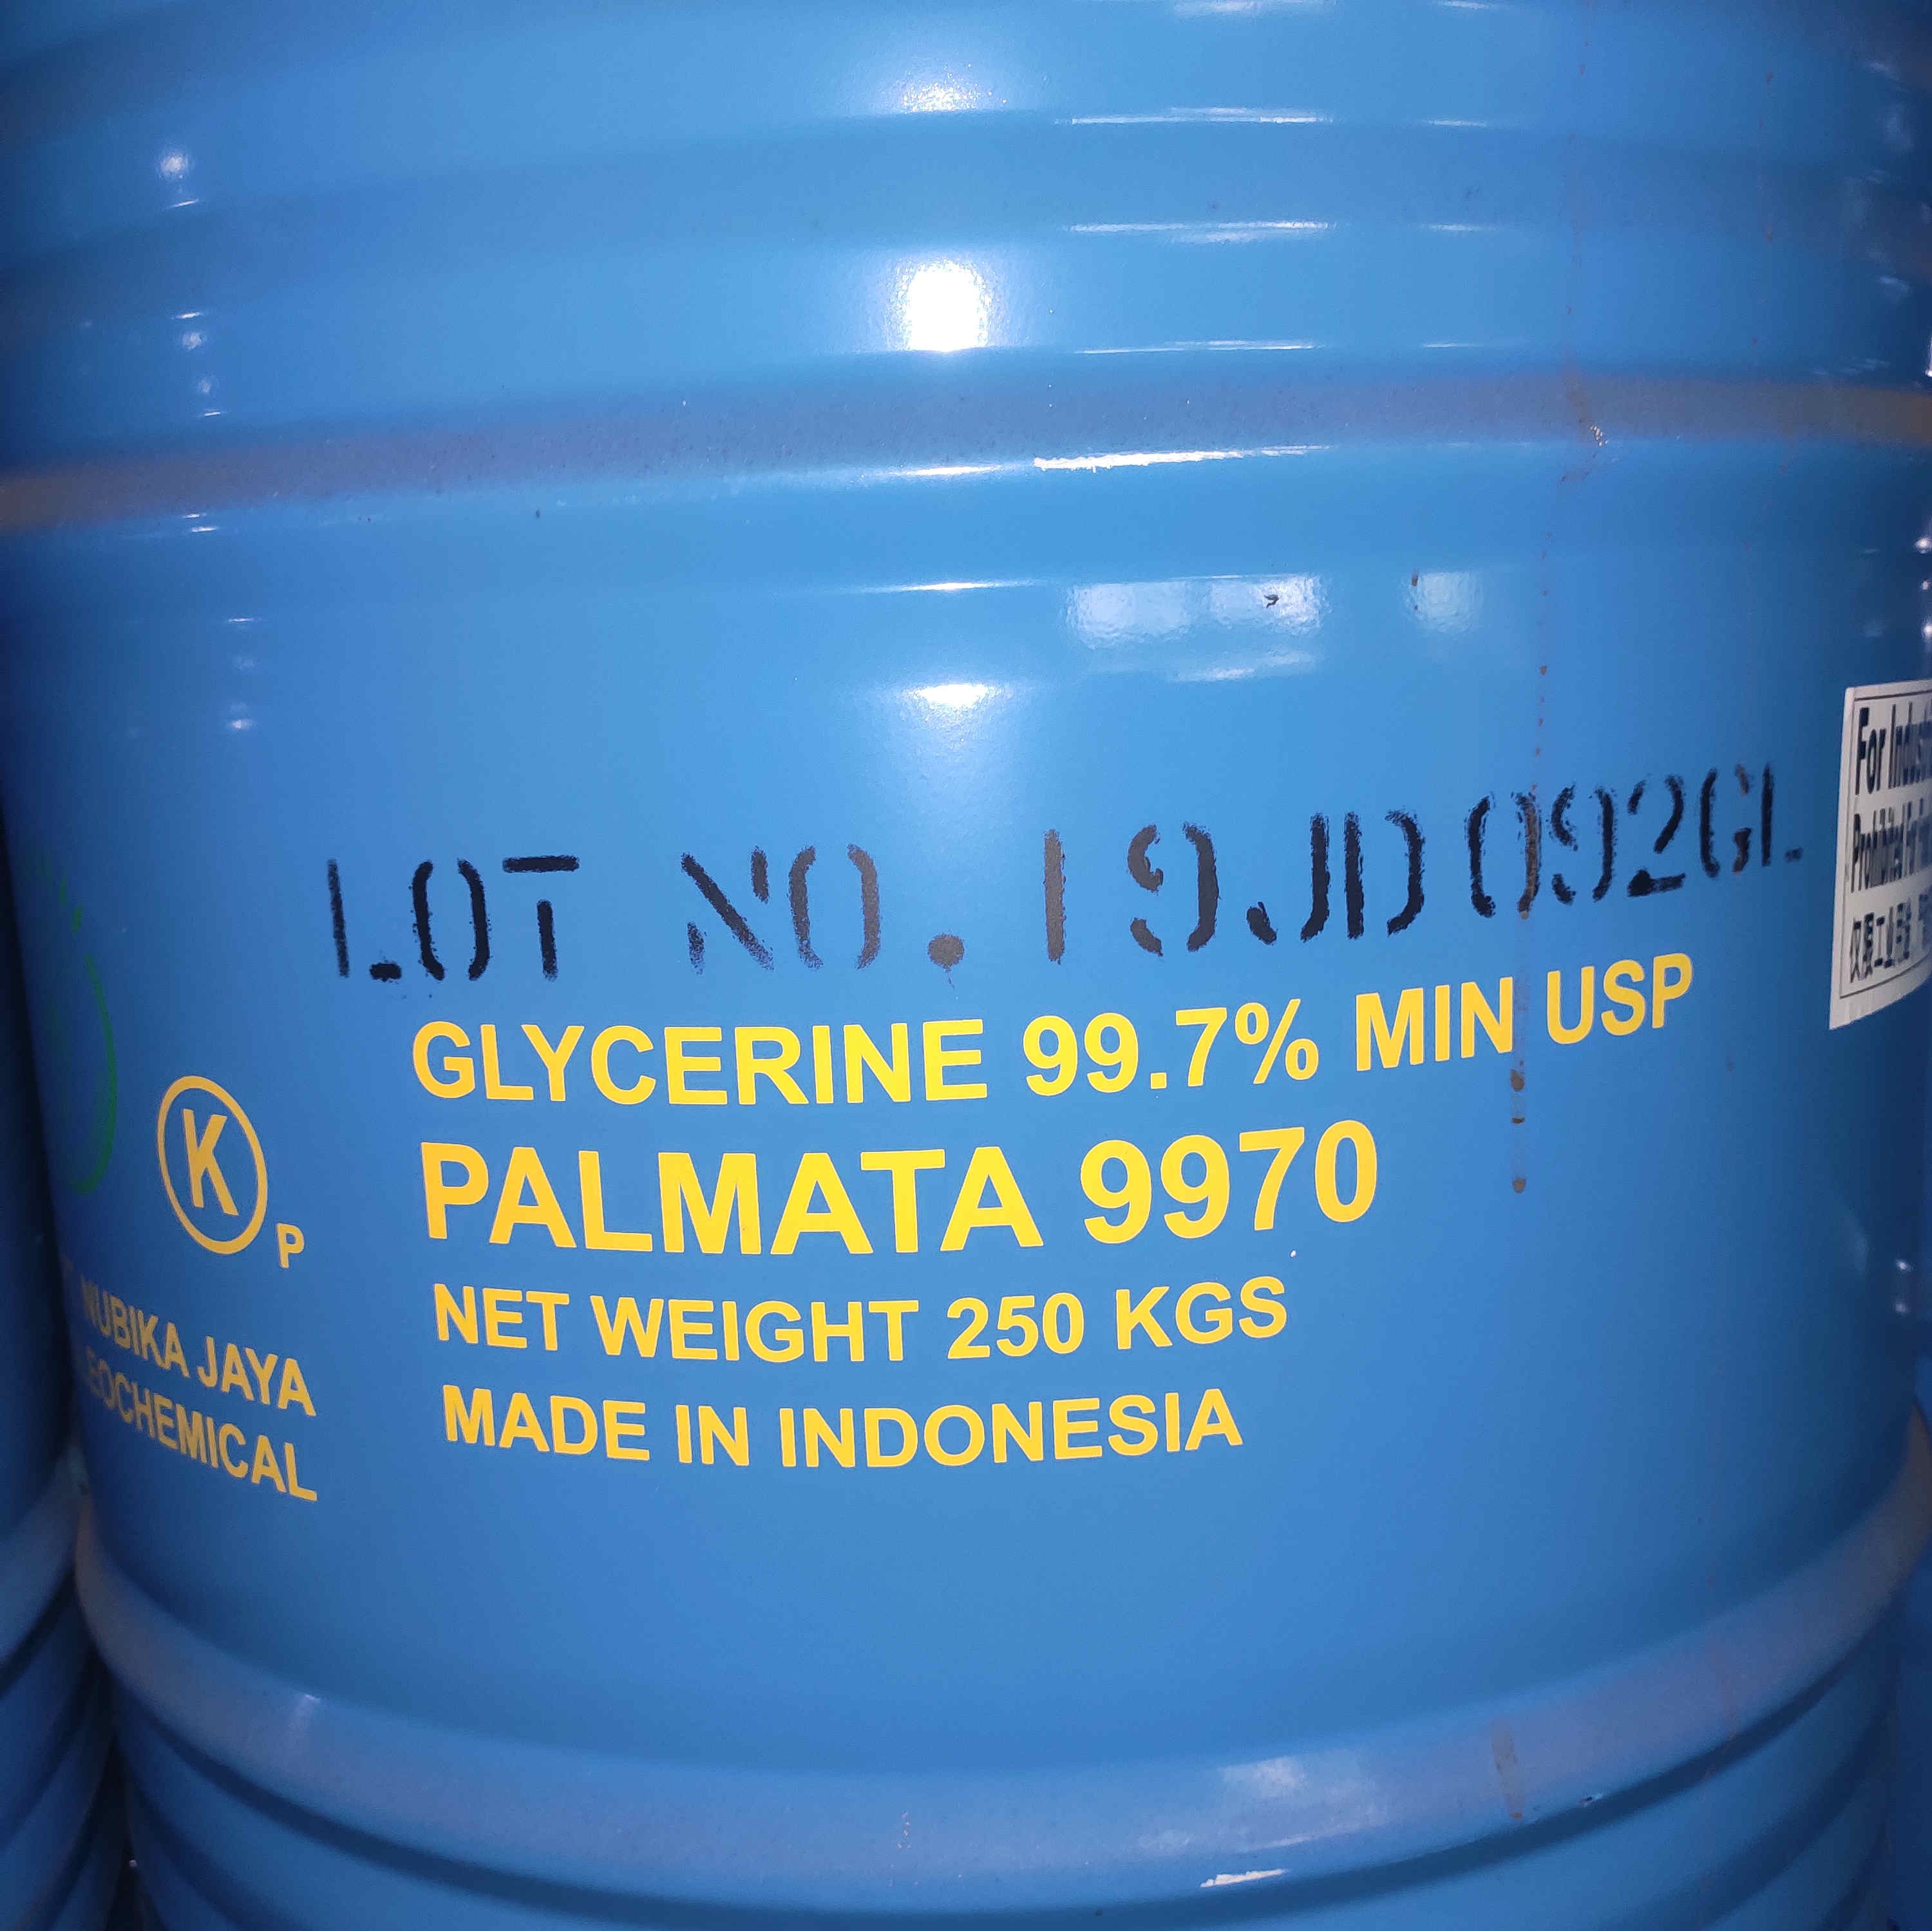 LOT NO. 19JD092GL
GLYCERINE 99.7% MIN USP
PALMATA 9970
NET WEIGHT 250 KGS
MADE IN INDONESIA
K
P
NUBIKA JAYA
EOCHEMICAL
For
Prohibited